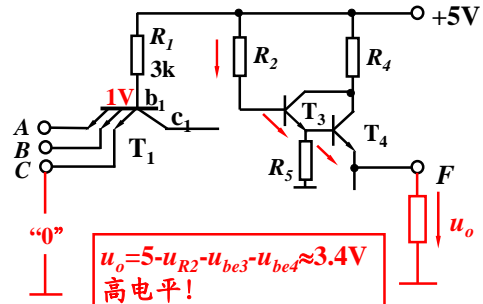 +5V
R1
3k
R2
R4
1V
b1
c1
A
B
C
T1
T3
T4
R5
F
"0"
uo
uo=5-uR2-ube3-ube4≈3.4V
高电平!